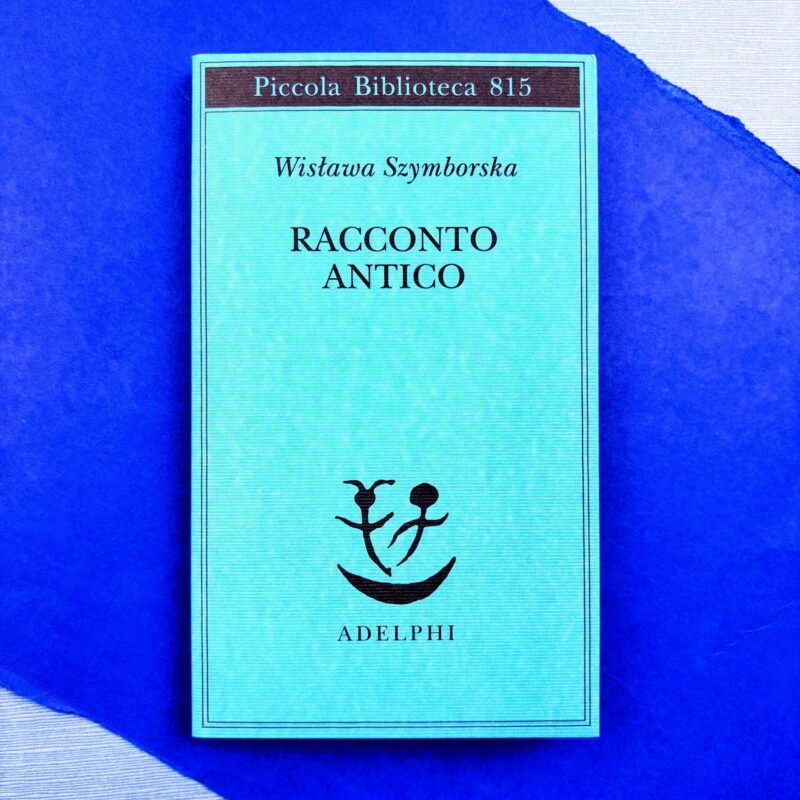 Piccola Biblioteca 815
Wisława Szymborska
RACCONTO
ANTICO
ADELPHI